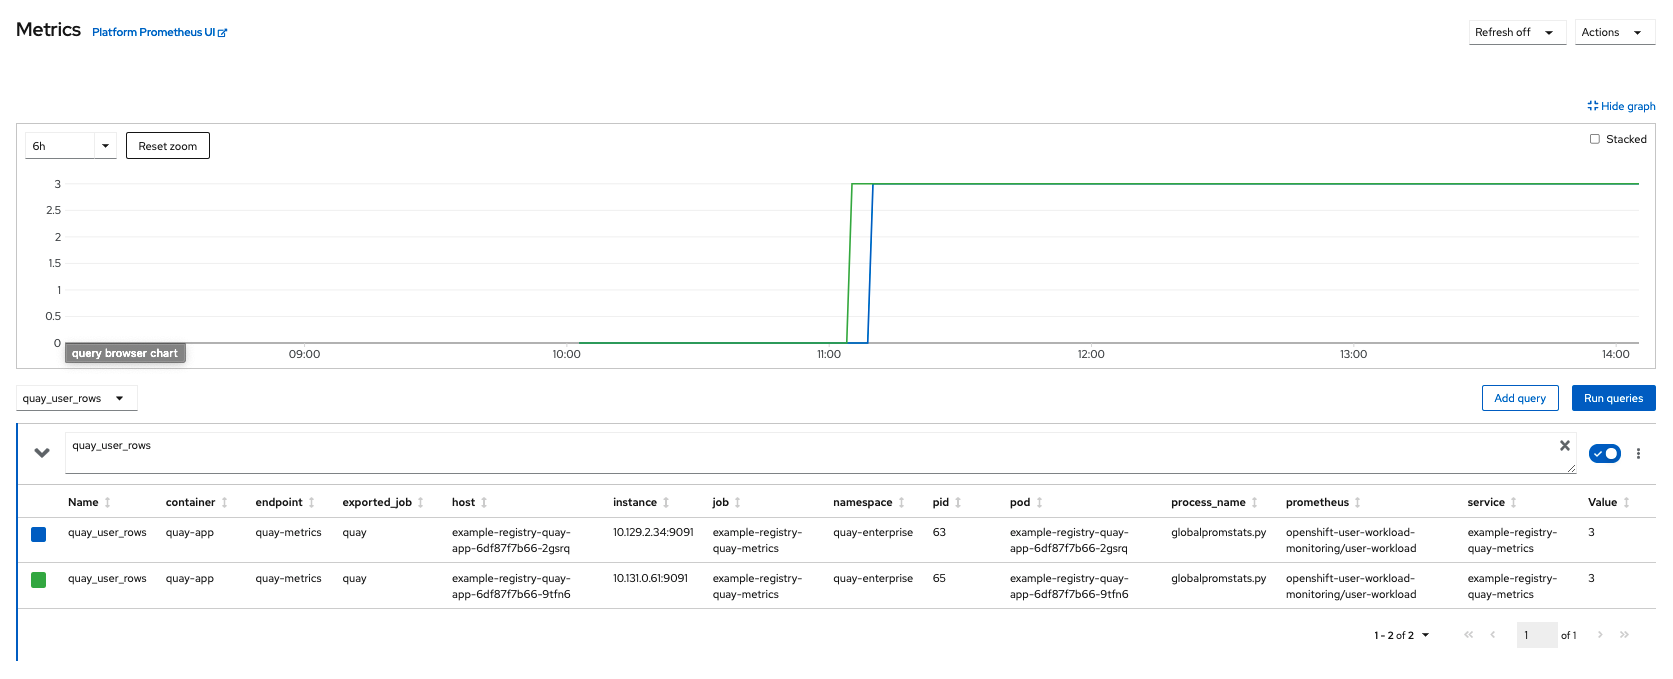 Metrics Platform Prometheus UI
Refresh off Actions
Hide graph
6h Reset zoom Stacked
3
2.5
2
1.5
1
0.5
0
query browser chart
09:00 10:00 11:00 12:00 13:00 14:00
quay_user_rows Add query Run queries
quay_user_rows
Name container endpoint exported_job host instance job namespace pid pod process_name prometheus service Value
quay_user_rows quay-app quay-metrics quay example-registry-quay- 10.129.2.34:9091 example-registry- quay-enterprise 63 example-registry-quay- globalpromstats.py openshift-user-workload- example-registry- 3
app-6df87f7b66-2gsrq quay-metrics app-6df87f7b66-2gsrq monitoring/user-workload quay-metrics
quay_user_rows quay-app quay-metrics quay example-registry-quay- 10.131.0.61:9091 example-registry- quay-enterprise 65 example-registry-quay- globalpromstats.py openshift-user-workload- example-registry- 3
app-6df87f7b66-9tfn6 quay-metrics app-6df87f7b66-9tfn6 monitoring/user-workload quay-metrics
1 - 2 of 2 1 of 1